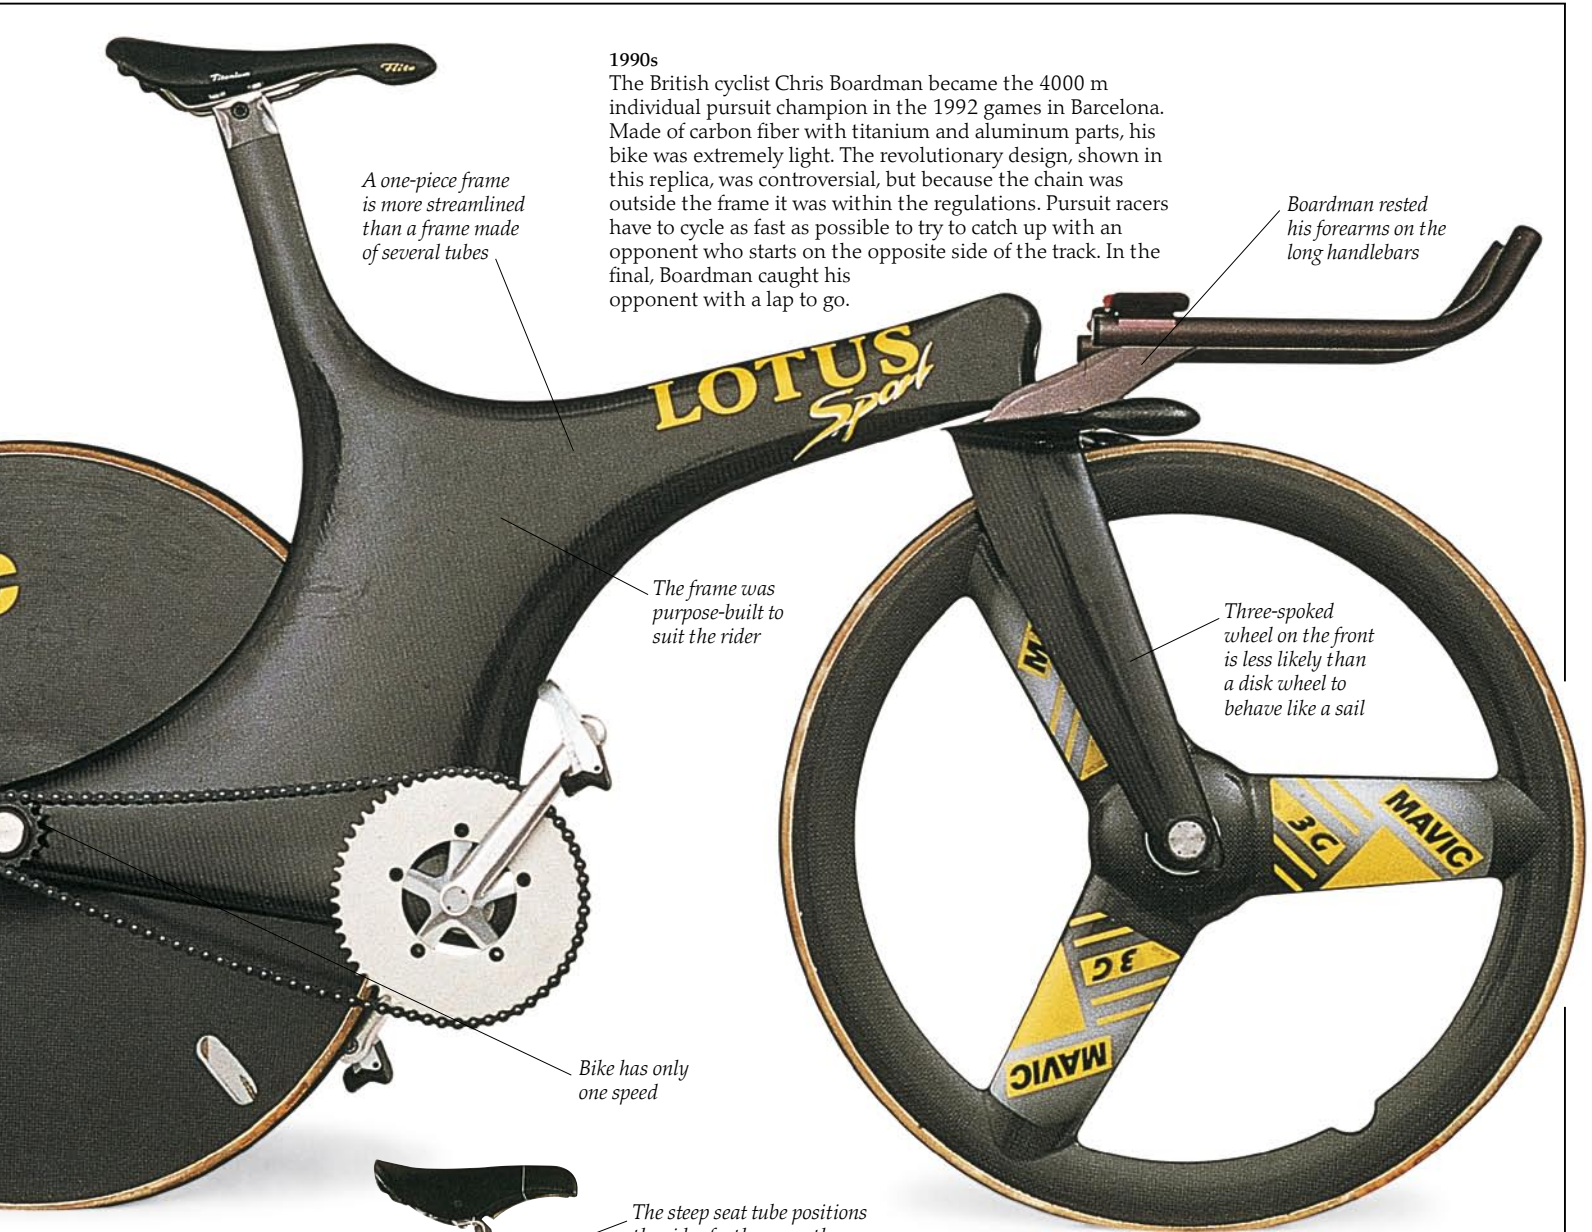 1990s
The British cyclist Chris Boardman became the 4000 m
individual pursuit champion in the 1992 games in Barcelona.
Made of carbon fiber with titanium and aluminum parts, his
bike was extremely light. The revolutionary design, shown in
this replica, was controversial, but because the chain was
outside the frame it was within the regulations. Pursuit racers
have to cycle as fast as possible to try to catch up with an
opponent who starts on the opposite side of the track. In the
final, Boardman caught his
opponent with a lap to go.
Titanium
Flite
A one-piece frame
is more streamlined
than a frame made
of several tubes
Boardman rested
his forearms on the
long handlebars
LOTUS
Sport
The frame was
purpose-built to
suit the rider
Three-spoked
wheel on the front
is less likely than
a disk wheel to
behave like a sail
M
3G
MAVIC
3G
MAVIC
Bike has only
one speed
The steep seat tube positions